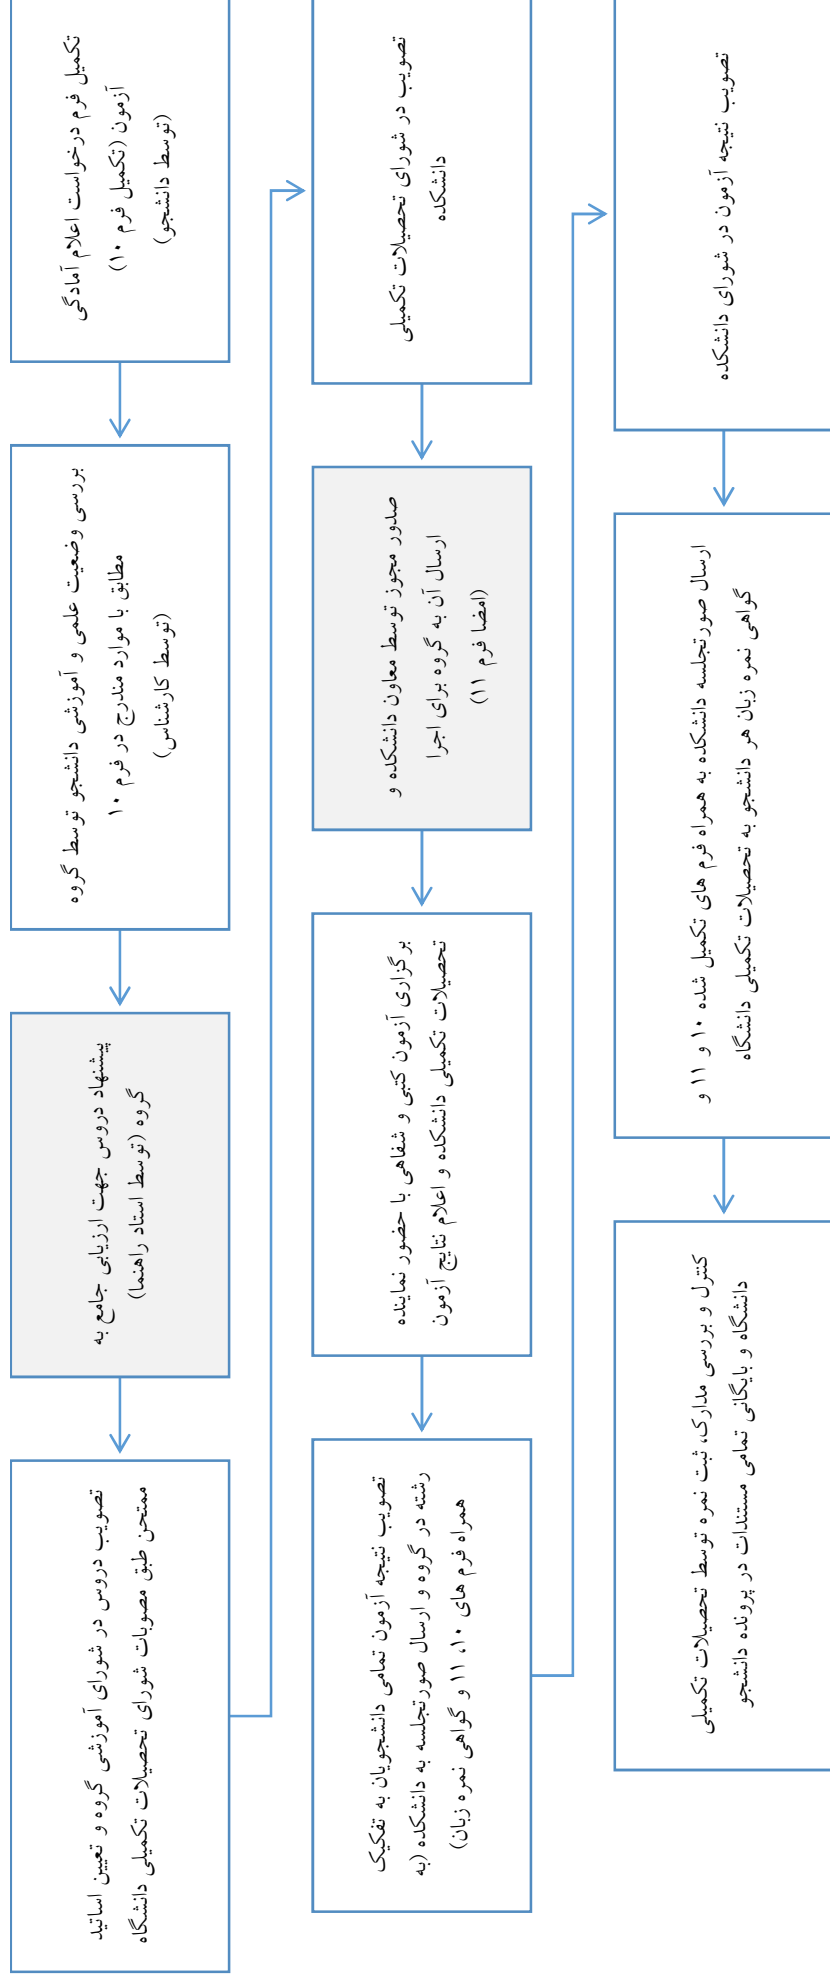 تکمیل فرم درخواست اعلام آمادگی
آزمون (تکمیل فرم ۱۰)
(توسط دانشجو)
بررسی وضعیت علمی و آموزشی دانشجو توسط گروه
مطابق با موارد مندرج در فرم ۱۰
(توسط کارشناس)
پیشنهاد دروس جهت ارزیابی جامع به
گروه (توسط استاد راهنما)
تصویب دروس در شورای آموزشی گروه و تعیین اساتید
ممتحن طبق مصوبات شورای تحصیلات تکمیلی دانشگاه
تصویب در شورای تحصیلات تکمیلی
دانشکده
صدور مجوز توسط معاون دانشکده و
ارسال آن به گروه برای اجرا
(امضا فرم ۱۱)
برگزاری آزمون کتبی و شفاهی با حضور نماینده
تحصیلات تکمیلی دانشکده و اعلام نتایج آزمون
تصویب نتیجه آزمون تمامی دانشجویان به تفکیک
رشته در گروه و ارسال صورتجلسه به دانشکده (به
همراه فرم های ۱۰، ۱۱ و گواهی نمره زبان)
تصویب نتیجه آزمون در شورای دانشکده
ارسال صورتجلسه دانشکده به همراه فرم های تکمیل شده ۱۰ و ۱۱ و
گواهی نمره زبان هر دانشجو به تحصیلات تکمیلی دانشگاه
کنترل و بررسی مدارک، ثبت نمره توسط تحصیلات تکمیلی
دانشگاه و بایگانی تمامی مستندات در پرونده دانشجو